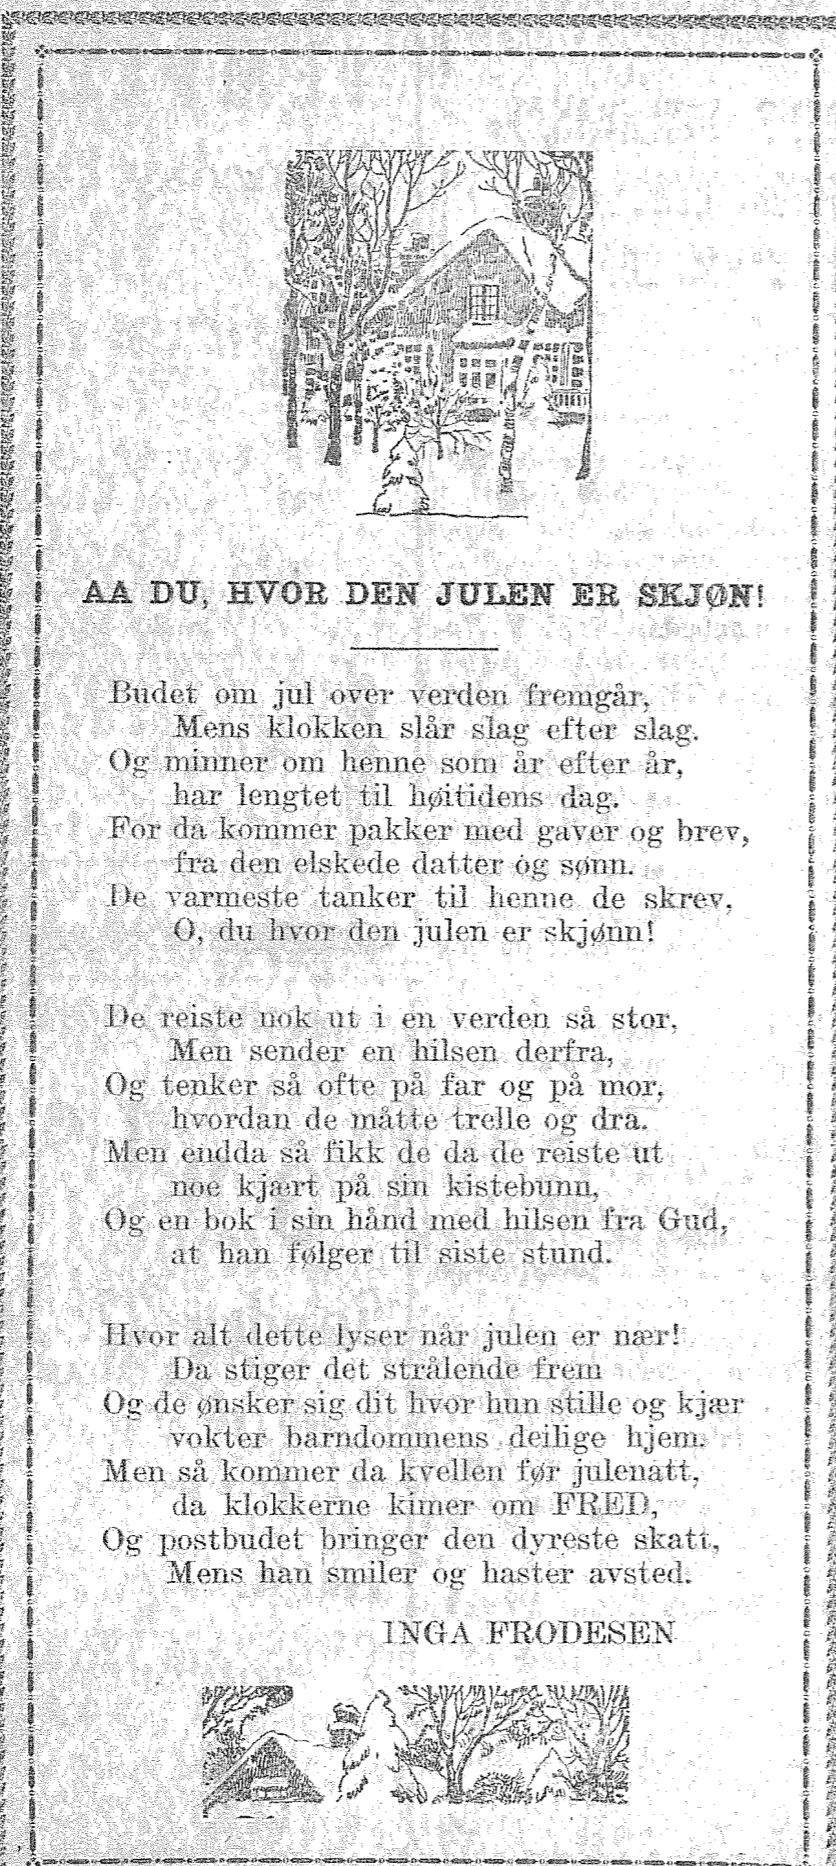 AA DU, HVOR DEN JULEN ER SKJØN!
Budet om jul over verden fremgår,
Mens klokken slår slag efter slag.
Og minner om henne som år efter år,
har lengtet til høitidens dag.
For da kommer pakker med gaver og brev,
fra den elskede datter og sønn.
De varmeste tanker til henne de skrev,
O, du hvor den julen er skjønn!
De reiste nok ut i en verden så stor,
Men sender en hilsen derfra,
Og tenker så ofte på far og på mor,
hvordan de måtte trelle og dra.
Men endda så fikk de da de reiste ut
noe kjært på sin kistebunn,
Og en bok i sin hånd med hilsen fra Gud,
at han følger til siste stund.
Hvor alt dette lyser når julen er nær!
Da stiger det strålende frem
Og de ønsker sig dit hvor hun stille og kjær
vokter barndommens deilige hjem.
Men så kommer da kvellen før julenatt,
da klokkerne kimer om FRED,
Og postbudet bringer den dyreste skatt,
Mens han smiler og haster avsted.
INGA FRODESEN